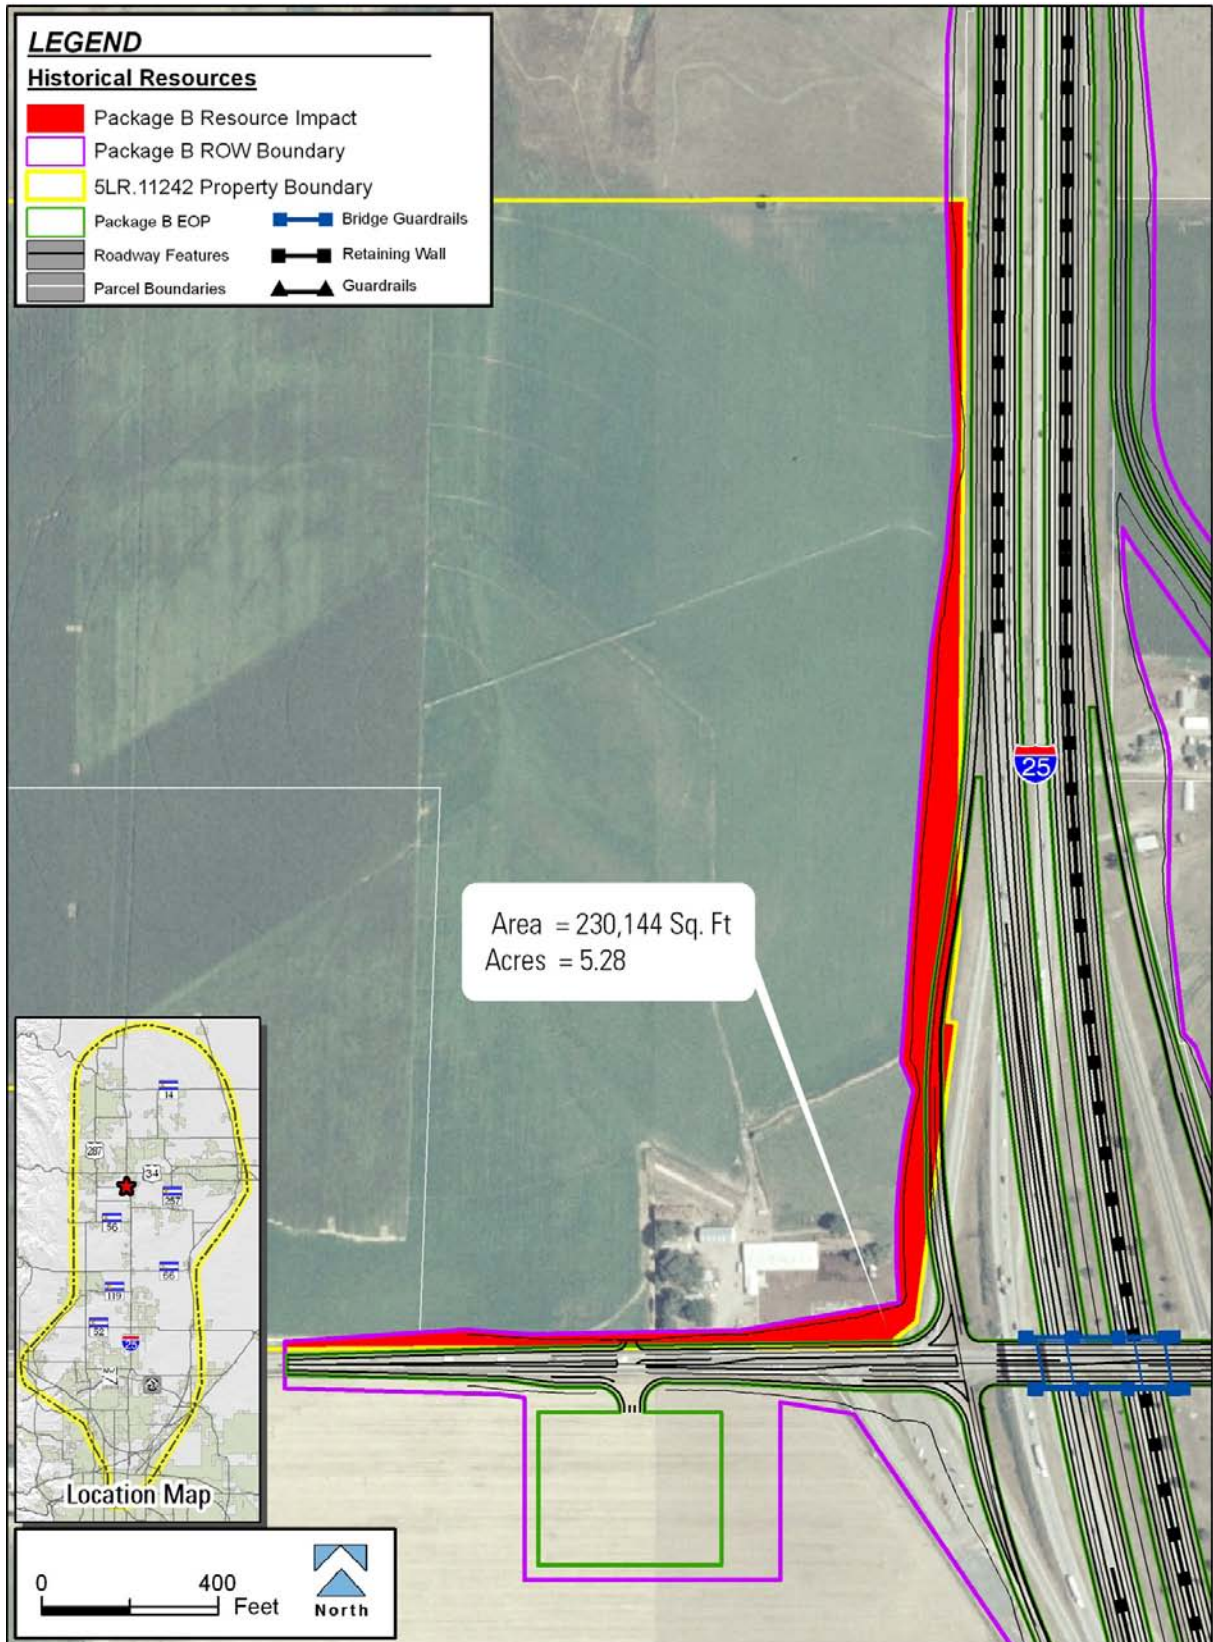 LEGEND
Historical Resources
Package B Resource Impact
Package B ROW Boundary
5LR.11242 Property Boundary
Package B EOP
Bridge Guardrails
Roadway Features
Retaining Wall
Parcel Boundaries
Guardrails
25
Area = 230,144 Sq. Ft
Acres = 5.28
14
287
34
257
56
66
119
52
25
Location Map
0
400
Feet
North